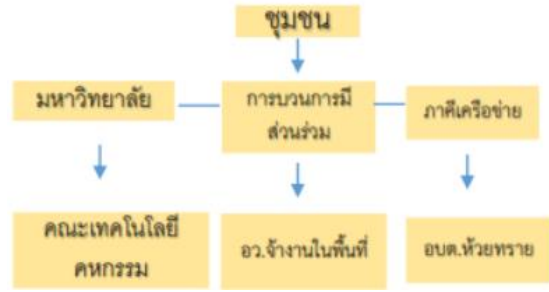 ชุมชน
มหาวิทยาลัย
การบวนการมี
ส่วนร่วม
ภาคีเครือข่าย
คณะเทคโนโลยี
คหกรรม
อว.จ้างงานในพื้นที่
อบต.ห้วยทราย